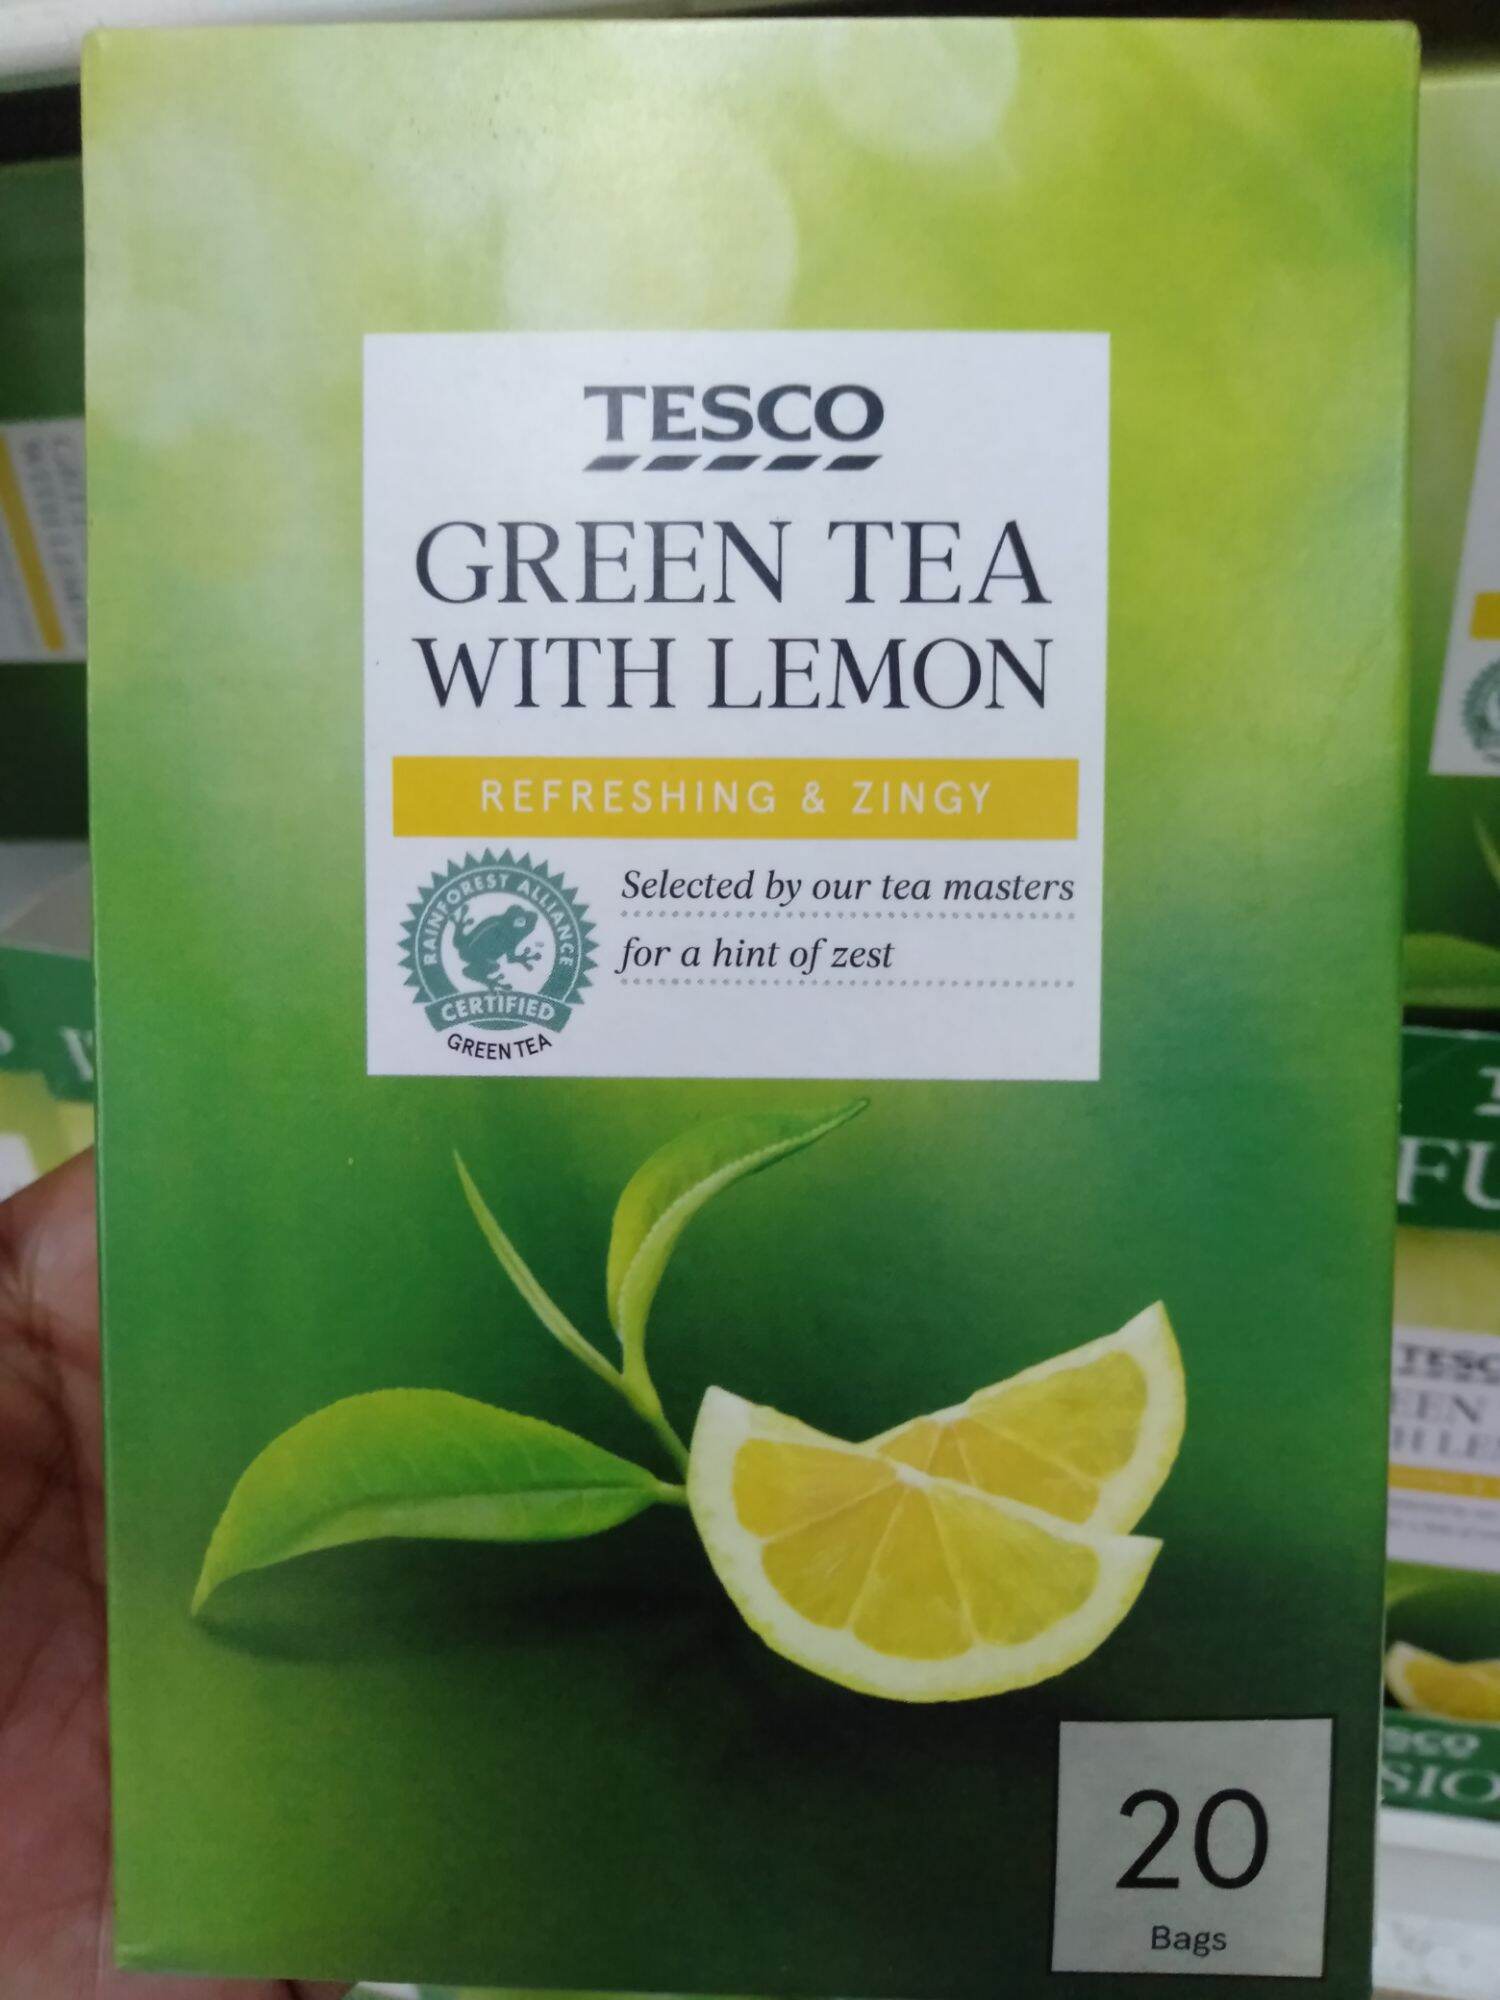 TESCO
GREEN TEA
WITH LEMON
REFRESHING & ZINGY
RAINFOREST ALLIANCE
CERTIFIED
GREEN TEA
Selected by our tea masters
for a hint of zest
20
Bags